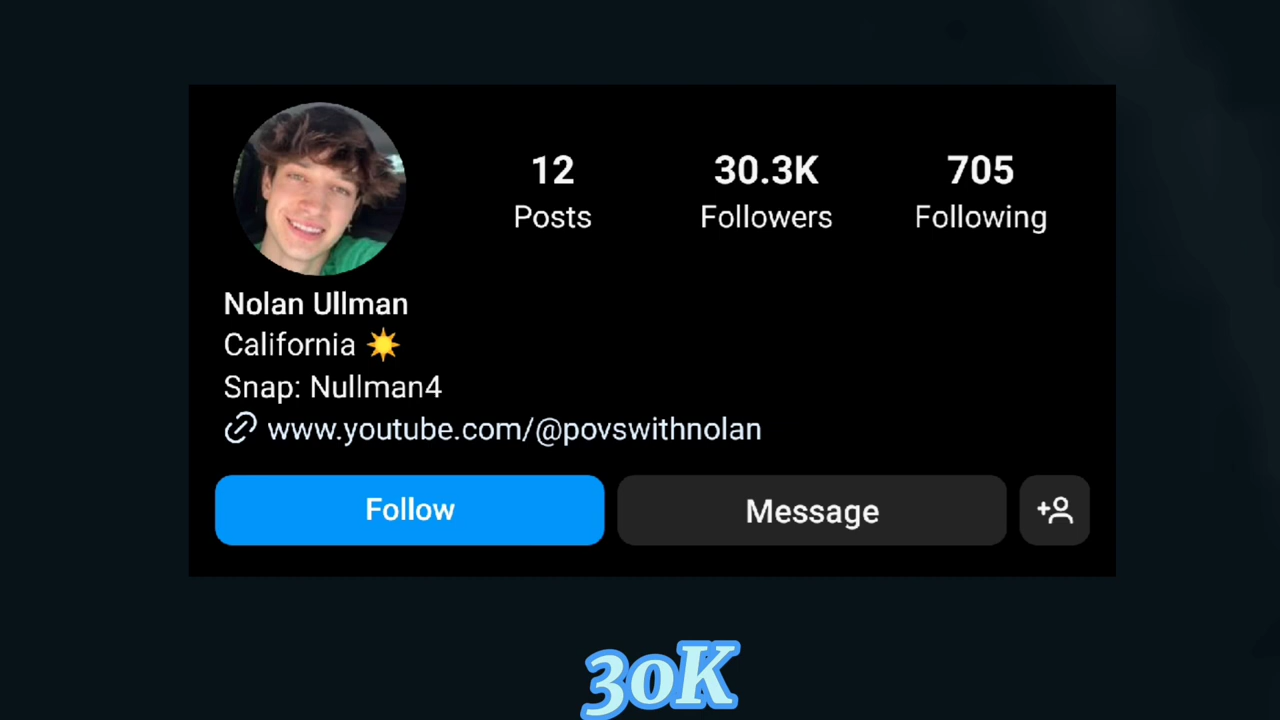 12
Posts
30.3K
Followers
705
Following
Nolan Ullman
California ☀️
Snap: Nullman4
www.youtube.com/@povswithnolan
Follow
Message
30K